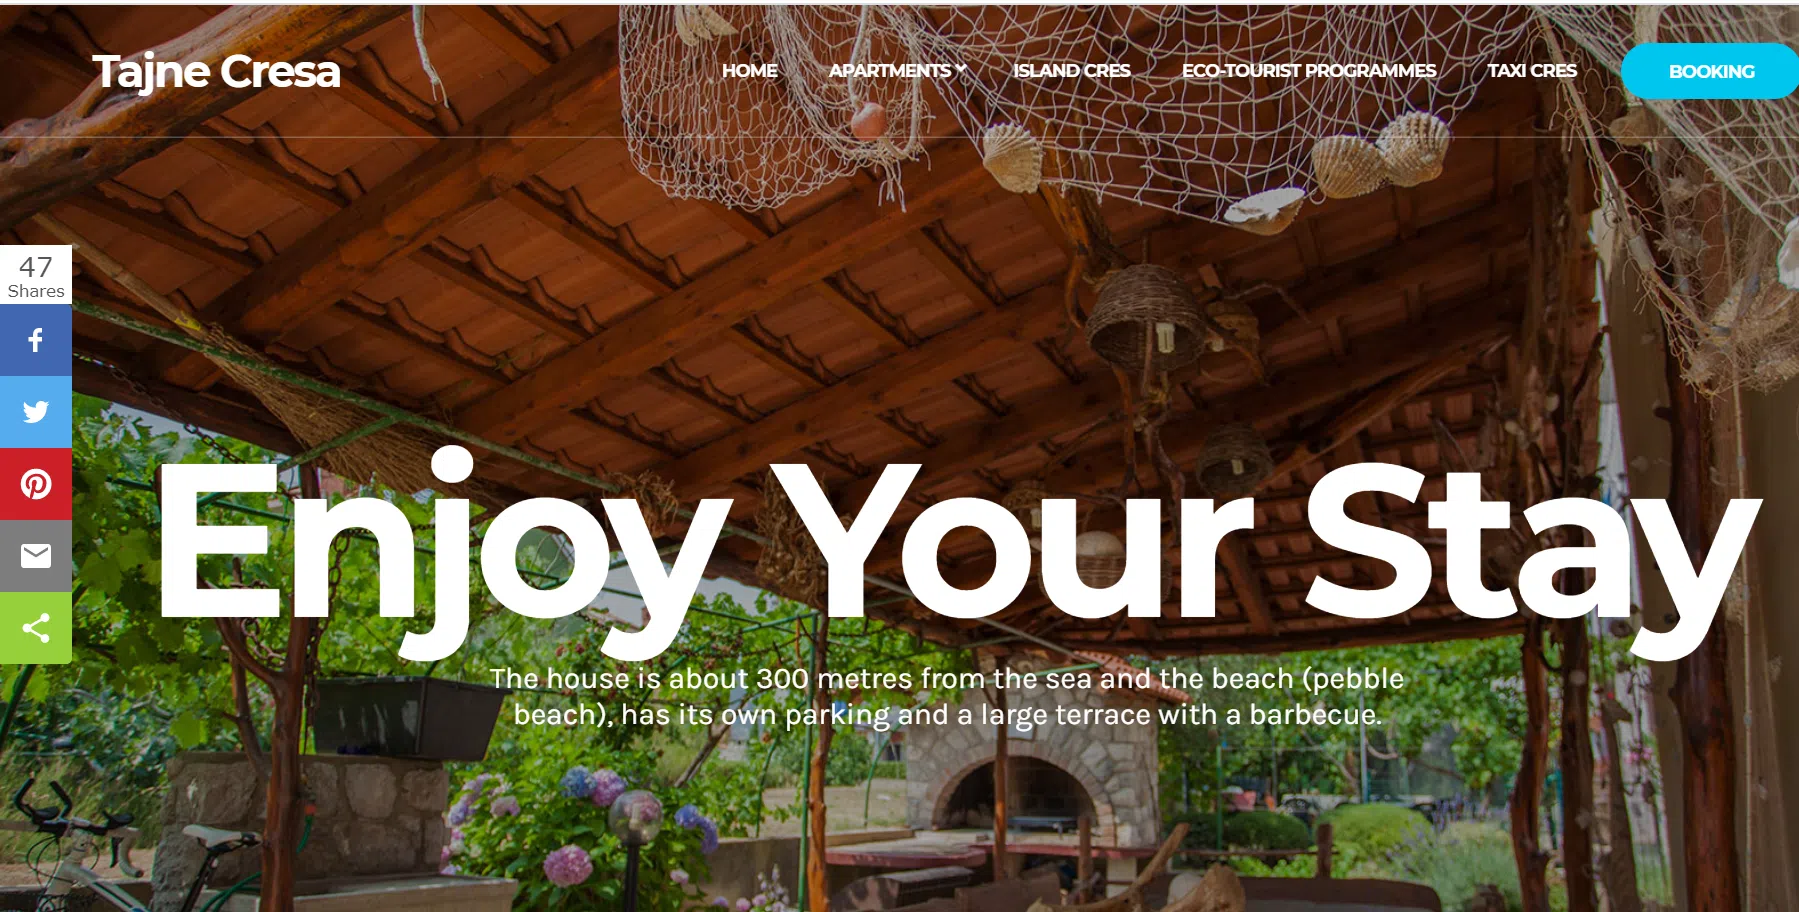 Tajne Cresa
HOME APARTMENTS ISLAND CRES ECO-TOURIST PROGRAMMES TAXI CRES BOOKING
47
Shares
Enjoy Your Stay
The house is about 300 metres from the sea and the beach (pebble
beach), has its own parking and a large terrace with a barbecue.